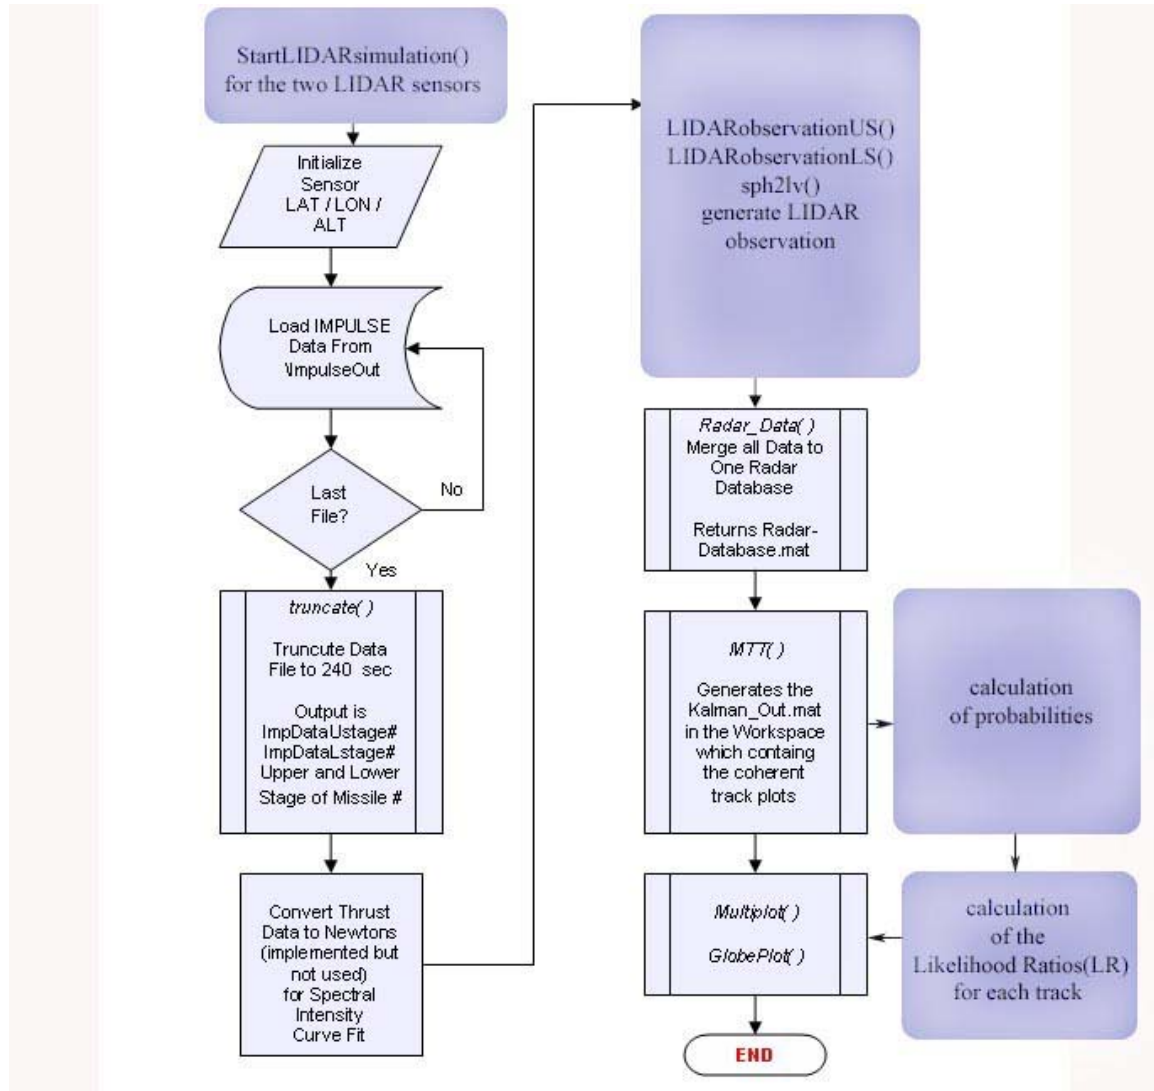 StartLIDARsimulation()
for the two LIDAR sensors
Initialize
Sensor
LAT / LON /
ALT
Load IMPULSE
Data From
\ImpulseOut
Last
File?
No
Yes
truncate( )
Truncute Data
File to 240 sec
Output is
ImpDataUstage#
ImpDataLstage#
Upper and Lower
Stage of Missile #
Convert Thrust
Data to Newtons
(implemented but
not used)
for Spectral
Intensity
Curve Fit
LIDARobservationUS()
LIDARobservationLS()
sph2lv()
generate LIDAR
observation
Radar_Data( )
Merge all Data to
One Radar
Database
Returns Radar-
Database.mat
MTT( )
Generates the
Kalman_Out.mat
in the Workspace
which containg
the coherent
track plots
calculation
of probabilities
calculation
of the
Likelihood Ratios(LR)
for each track
Multiplot( )
GlobePlot( )
END